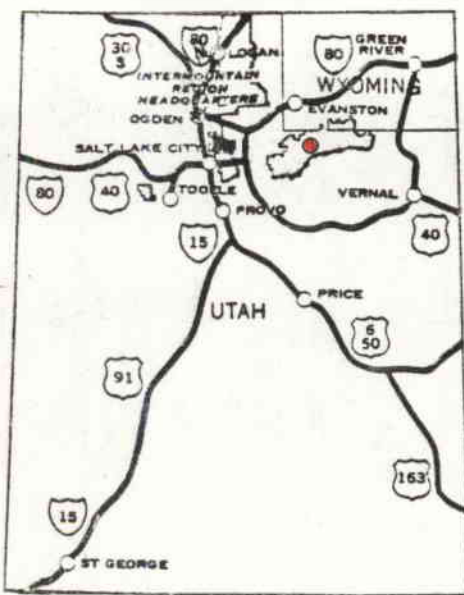 30
S
80
N
LOGAN
80
GREEN
RIVER
WYOMING
INTERMOUNTAIN
REGION
HEADQUARTERS
EVANSTON
OGDEN
SALT LAKE CITY
80
40
TOOELE
PROVO
VERNAL
40
15
UTAH
PRICE
6
50
91
163
15
ST GEORGE